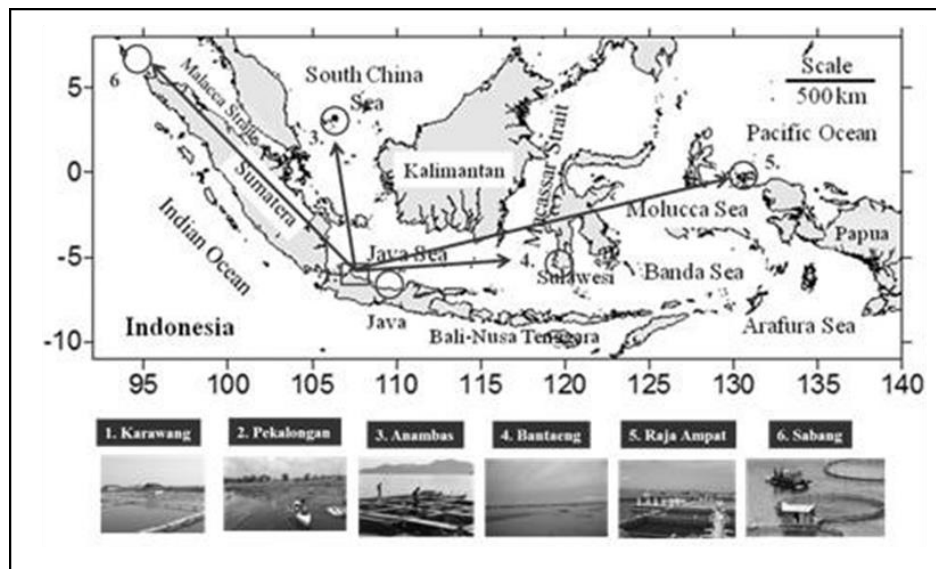 6
South China
Sea
Scale
500 km
5
Malacca Strait
3.
Pacific Ocean
5.
0
Kalimantan
Macassar Strait
Sumatera
Molucca Sea
Papua
Indian Ocean
Java Sea
4.
-5
Sulawesi
Banda Sea
Java
Arafura Sea
Indonesia
Bali-Nusa Tenggara
-10
95 100 106 110 115 120 125 131 135 140
1. Karawang 2. Pekalongan 3. Anambas 4. Bantaeng 5. Raja Ampat 6. Sabang